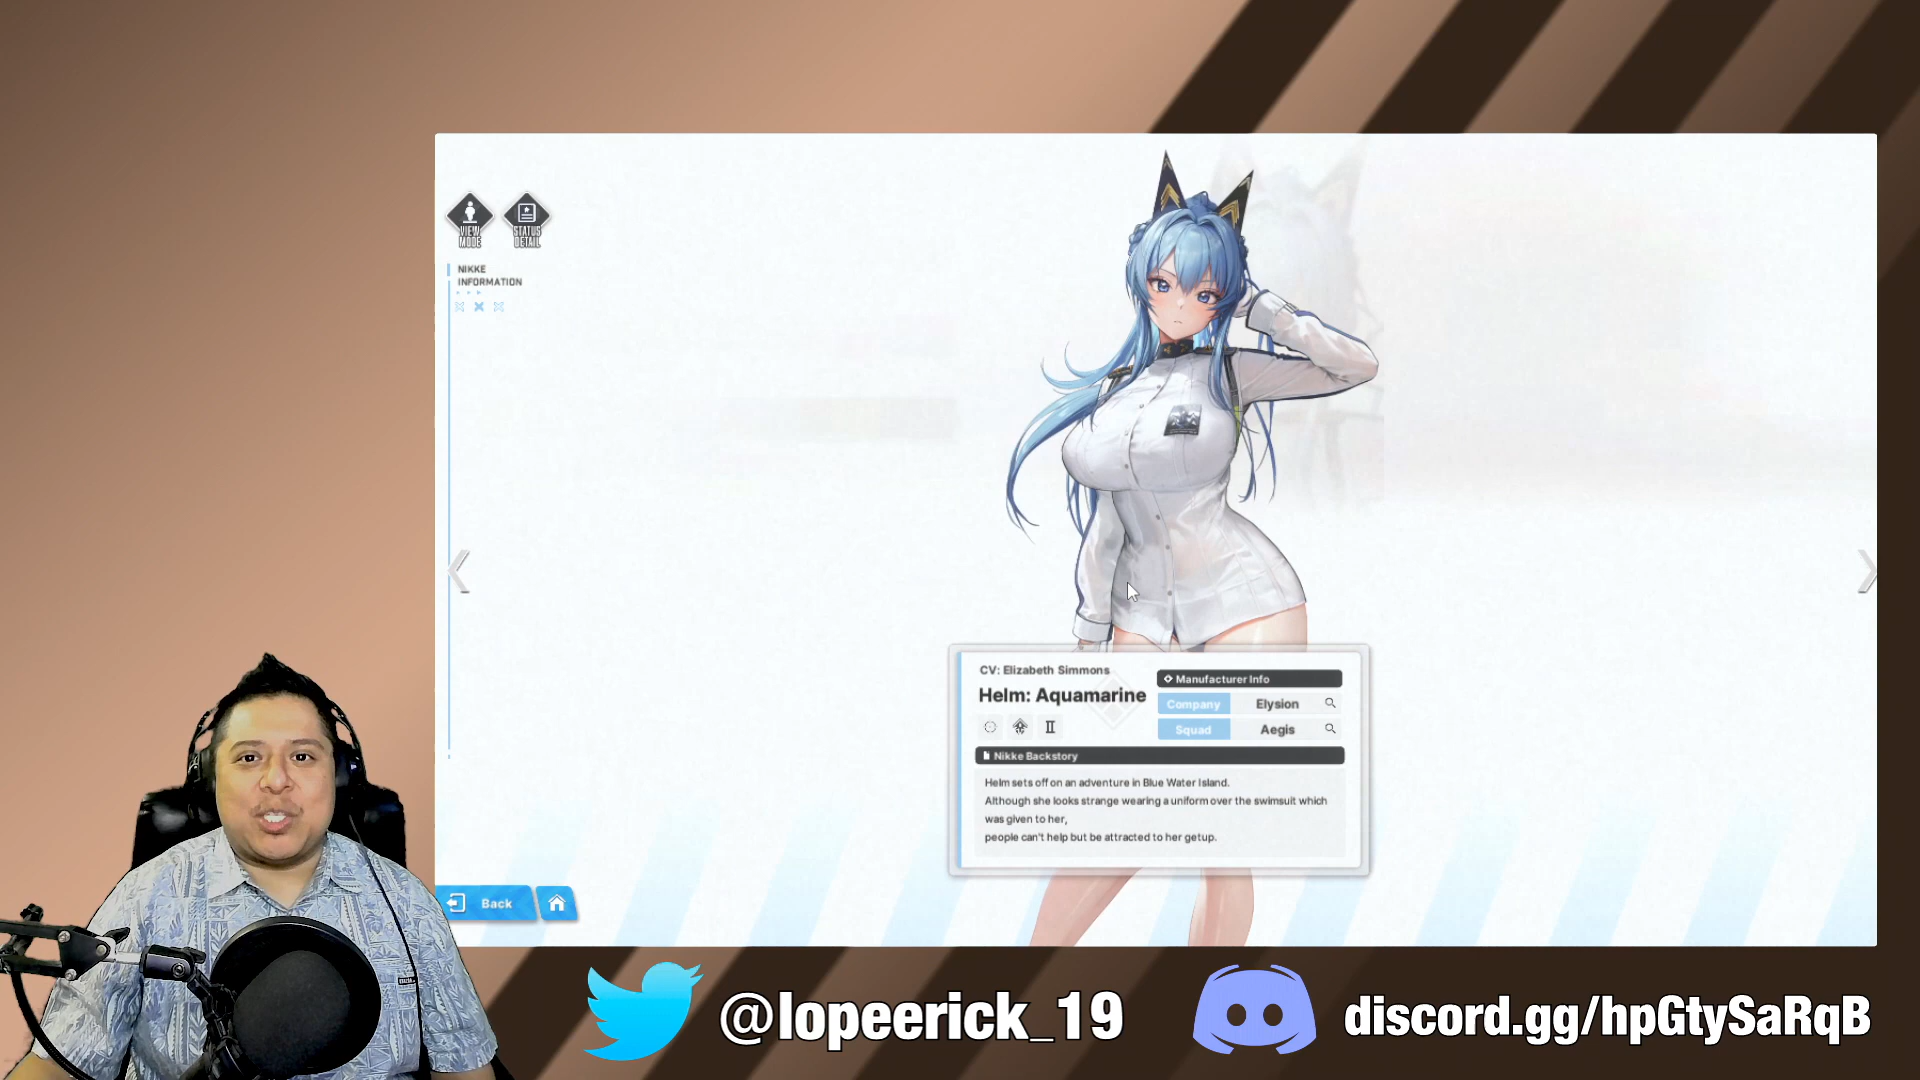 VIEW
MODE
STATUS
DETAIL
NIKKE
INFORMATION
CV: Elizabeth Simmons
Helm: Aquamarine
II
Manufacturer Info
Company Elysion
Squad Aegis
Nikke Backstory
Helm sets off on an adventure in Blue Water Island.
Although she looks strange wearing a uniform over the swimsuit which
was given to her,
people can't help but be attracted to her getup.
Back
@lopeerick_19
discord.gg/hpGtySaRqB